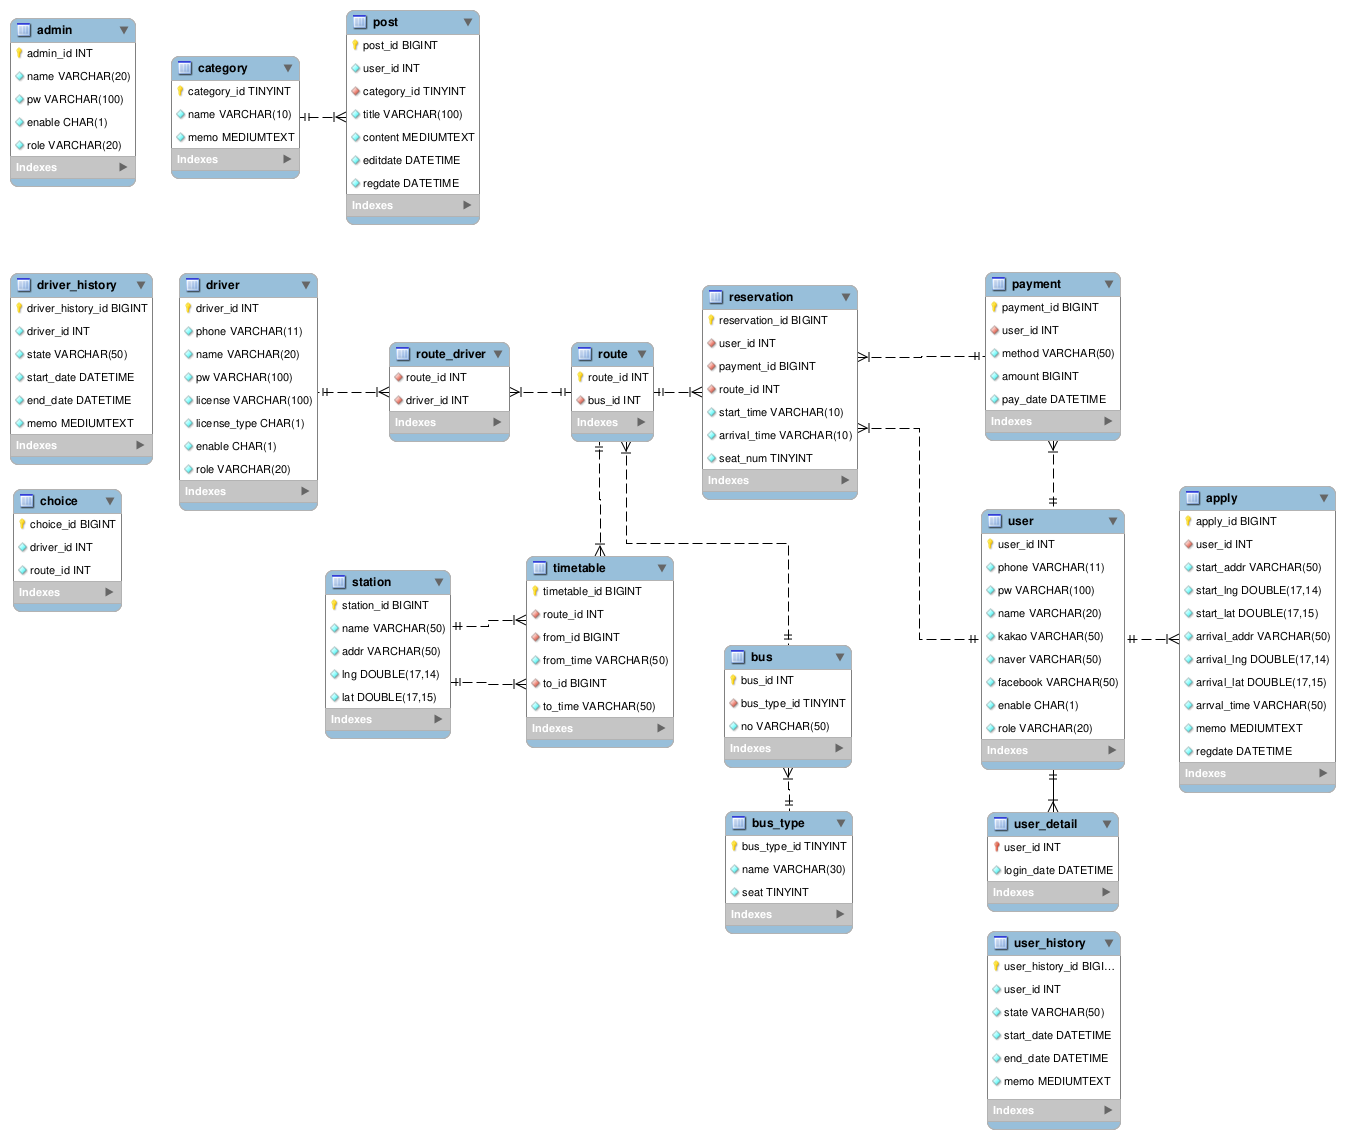 admin
admin_id INT
name VARCHAR(20)
pw VARCHAR(100)
enable CHAR(1)
role VARCHAR(20)
Indexes
category
category_id TINYINT
name VARCHAR(10)
memo MEDIUMTEXT
Indexes
post
post_id BIGINT
user_id INT
category_id TINYINT
title VARCHAR(100)
content MEDIUMTEXT
editdate DATETIME
regdate DATETIME
Indexes
driver_history
driver_history_id BIGINT
driver_id INT
state VARCHAR(50)
start_date DATETIME
end_date DATETIME
memo MEDIUMTEXT
Indexes
driver
driver_id INT
phone VARCHAR(11)
name VARCHAR(20)
pw VARCHAR(100)
license VARCHAR(100)
license_type CHAR(1)
enable CHAR(1)
role VARCHAR(20)
Indexes
route_driver
route_id INT
driver_id INT
Indexes
route
route_id INT
bus_id INT
Indexes
reservation
reservation_id BIGINT
user_id INT
payment_id BIGINT
route_id INT
start_time VARCHAR(10)
arrival_time VARCHAR(10)
seat_num TINYINT
Indexes
payment
payment_id BIGINT
user_id INT
method VARCHAR(50)
amount BIGINT
pay_date DATETIME
Indexes
choice
choice_id BIGINT
driver_id INT
route_id INT
Indexes
station
station_id BIGINT
name VARCHAR(50)
addr VARCHAR(50)
lng DOUBLE(17,14)
lat DOUBLE(17,15)
Indexes
timetable
timetable_id BIGINT
route_id INT
from_id BIGINT
from_time VARCHAR(50)
to_id BIGINT
to_time VARCHAR(50)
Indexes
bus
bus_id INT
bus_type_id TINYINT
no VARCHAR(50)
Indexes
bus_type
bus_type_id TINYINT
name VARCHAR(30)
seat TINYINT
Indexes
user
user_id INT
phone VARCHAR(11)
pw VARCHAR(100)
name VARCHAR(20)
kakao VARCHAR(50)
naver VARCHAR(50)
facebook VARCHAR(50)
enable CHAR(1)
role VARCHAR(20)
Indexes
apply
apply_id BIGINT
user_id INT
start_addr VARCHAR(50)
start_lng DOUBLE(17,14)
start_lat DOUBLE(17,15)
arrival_addr VARCHAR(50)
arrival_lng DOUBLE(17,14)
arrival_lat DOUBLE(17,15)
arrval_time VARCHAR(50)
memo MEDIUMTEXT
regdate DATETIME
Indexes
user_detail
user_id INT
login_date DATETIME
Indexes
user_history
user_history_id BIGI...
user_id INT
state VARCHAR(50)
start_date DATETIME
end_date DATETIME
memo MEDIUMTEXT
Indexes